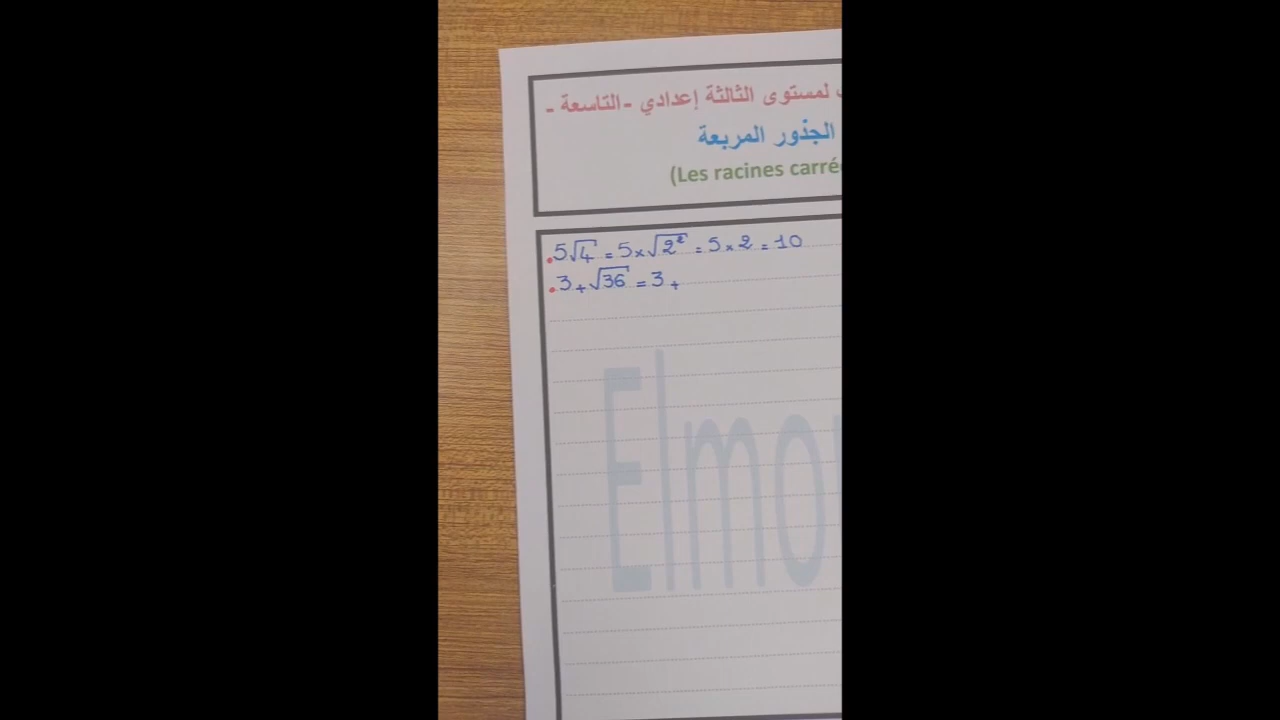 لمستوى الثالثة إعدادي - التاسعة -
الجذور المربعة
(Les racines carré
.5√4 = 5×√2² = 5×2 = 10
.3+√36 = 3+
Elmo